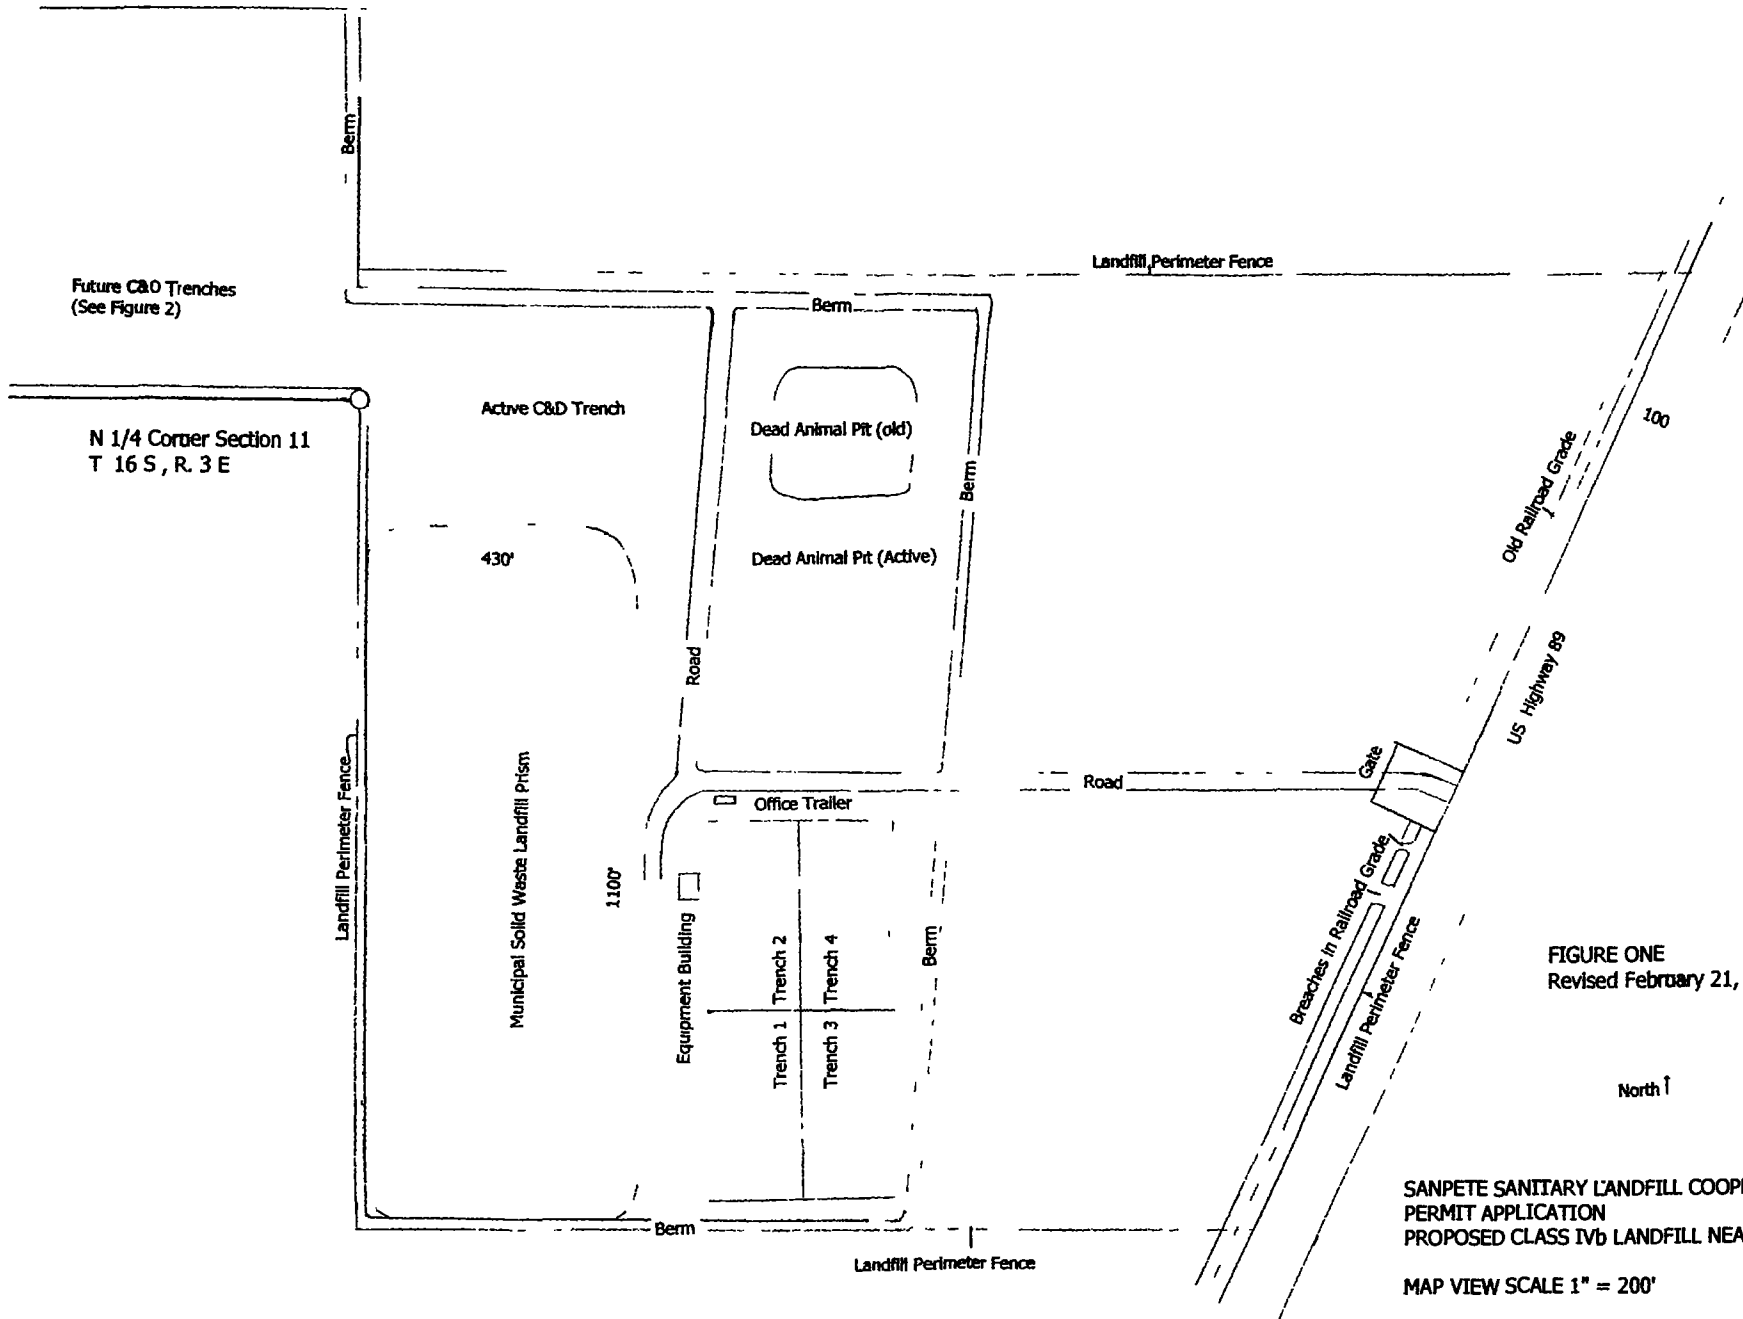 Berm
Landfill Perimeter Fence
Future C&O Trenches
(See Figure 2)
Berm
Active C&D Trench
Dead Animal Pit (old)
N 1/4 Corner Section 11
T 16 S , R. 3 E
Berm
100
Old Railroad Grade
430'
Dead Animal Pit (Active)
Road
US Highway 89
Gate
Road
Office Trailer
Landfill Perimeter Fence
Municipal Solid Waste Landfill Prism
1100'
Equipment Building
Trench 2
Trench 4
Trench 1
Trench 3
Berm
Breaches in Railroad Grade
Landfill Perimeter Fence
FIGURE ONE
Revised February 21,
North
Berm
Landfill Perimeter Fence
SANPETE SANITARY LANDFILL COOP
PERMIT APPLICATION
PROPOSED CLASS IVb LANDFILL NEA
MAP VIEW SCALE 1" = 200'